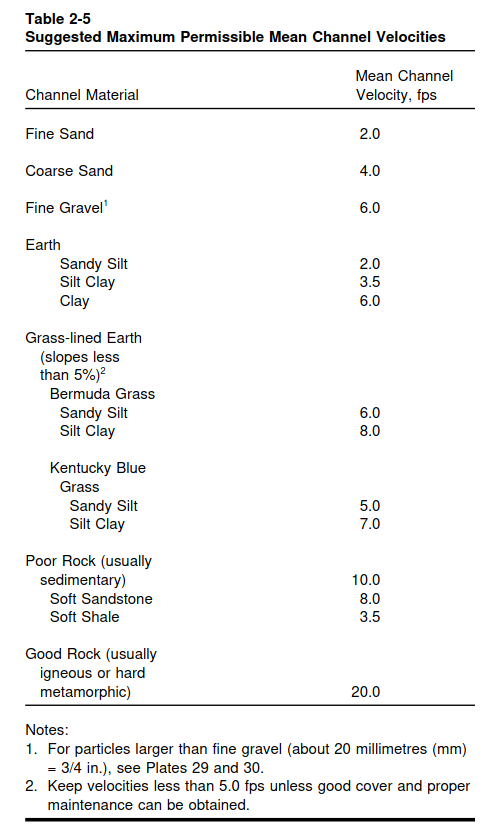 Table 2-5
Suggested Maximum Permissible Mean Channel Velocities
Mean Channel
Channel Material Velocity, fps
Fine Sand 2.0
Coarse Sand 4.0
Fine Gravel1 6.0
Earth
Sandy Silt 2.0
Silt Clay 3.5
Clay 6.0
Grass-lined Earth
(slopes less
than 5%)2
Bermuda Grass
Sandy Silt 6.0
Silt Clay 8.0
Kentucky Blue
Grass
Sandy Silt 5.0
Silt Clay 7.0
Poor Rock (usually
sedimentary) 10.0
Soft Sandstone 8.0
Soft Shale 3.5
Good Rock (usually
igneous or hard
metamorphic) 20.0
Notes:
1. For particles larger than fine gravel (about 20 millimetres (mm)
= 3/4 in.), see Plates 29 and 30.
2. Keep velocities less than 5.0 fps unless good cover and proper
maintenance can be obtained.